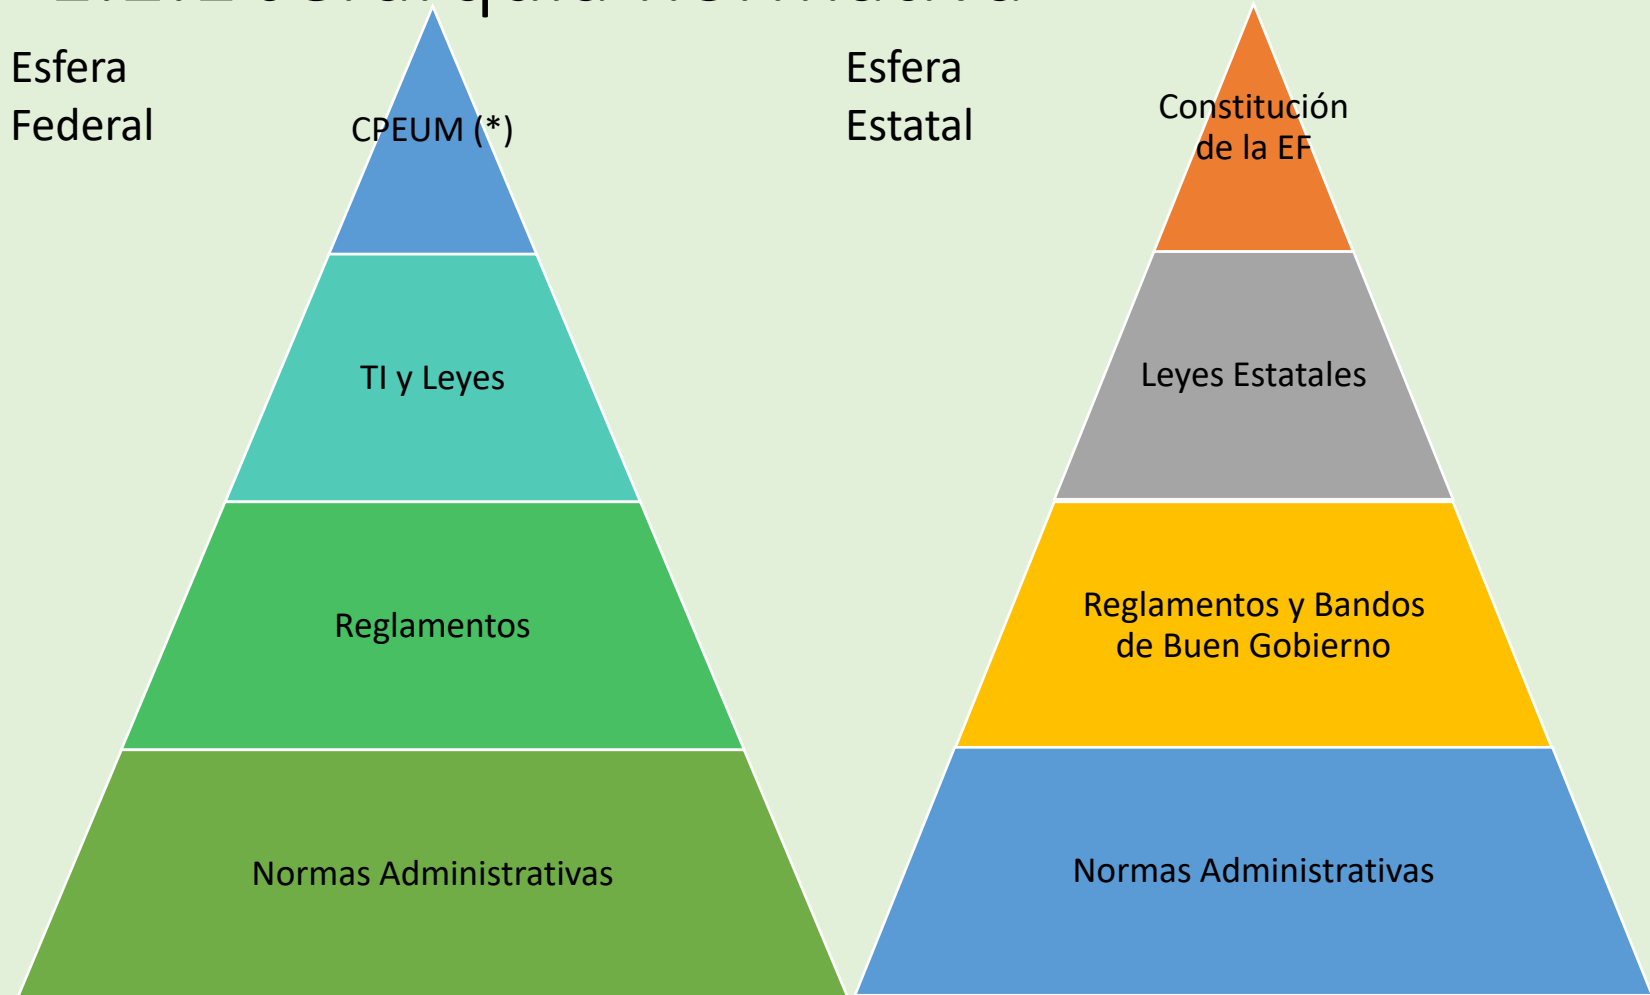 Esfera
Federal
CPEUM (*)
TI y Leyes
Reglamentos
Normas Administrativas
Esfera
Estatal
Constitución
de la EF
Leyes Estatales
Reglamentos y Bandos
de Buen Gobierno
Normas Administrativas